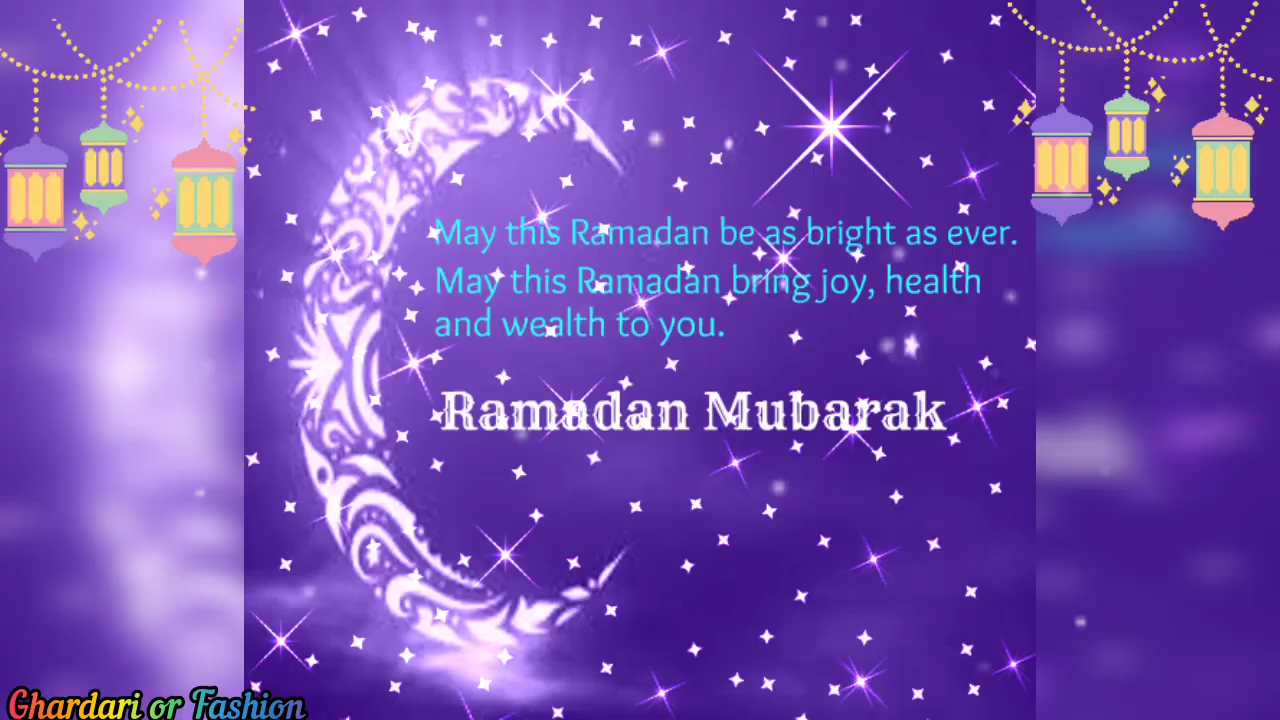 May this Ramadan be as bright as ever.
May this Ramadan bring joy, health
and wealth to you.
Ramadan Mubarak
Ghardari or Fashion